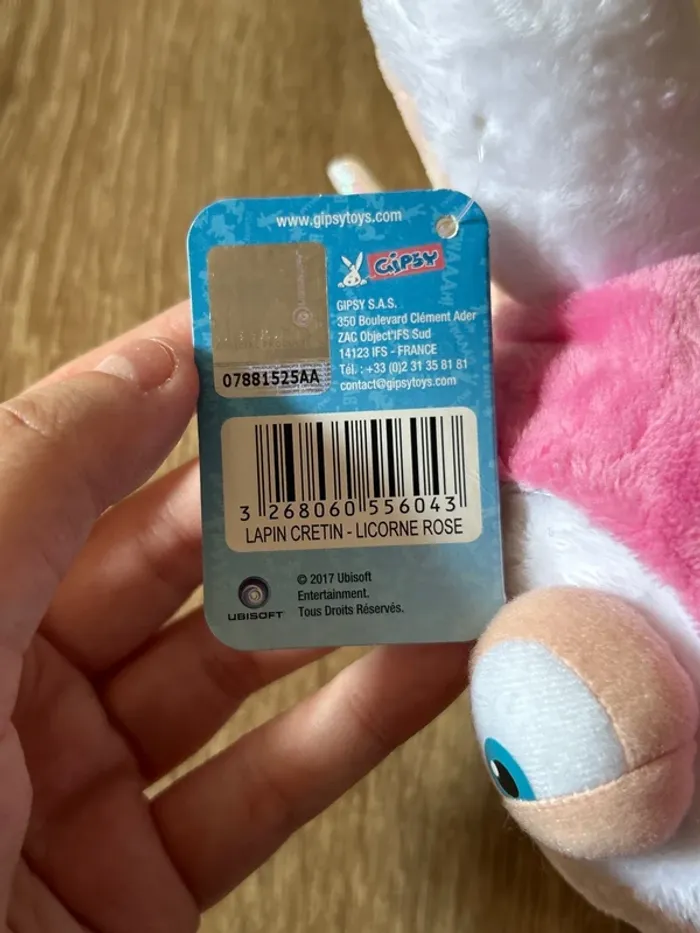 www.gipsytoys.com
GiPSY
GIPSY S.A.S.
350 Boulevard Clément Ader
ZAC Object'IFS Sud
14123 IFS - FRANCE
Tél. : +33 (0)2 31 35 81 81
contact@gipsytoys.com
07881525AA
3 268060 556043
LAPIN CRETIN - LICORNE ROSE
UBISOFT
© 2017 Ubisoft
Entertainment.
Tous Droits Réservés.